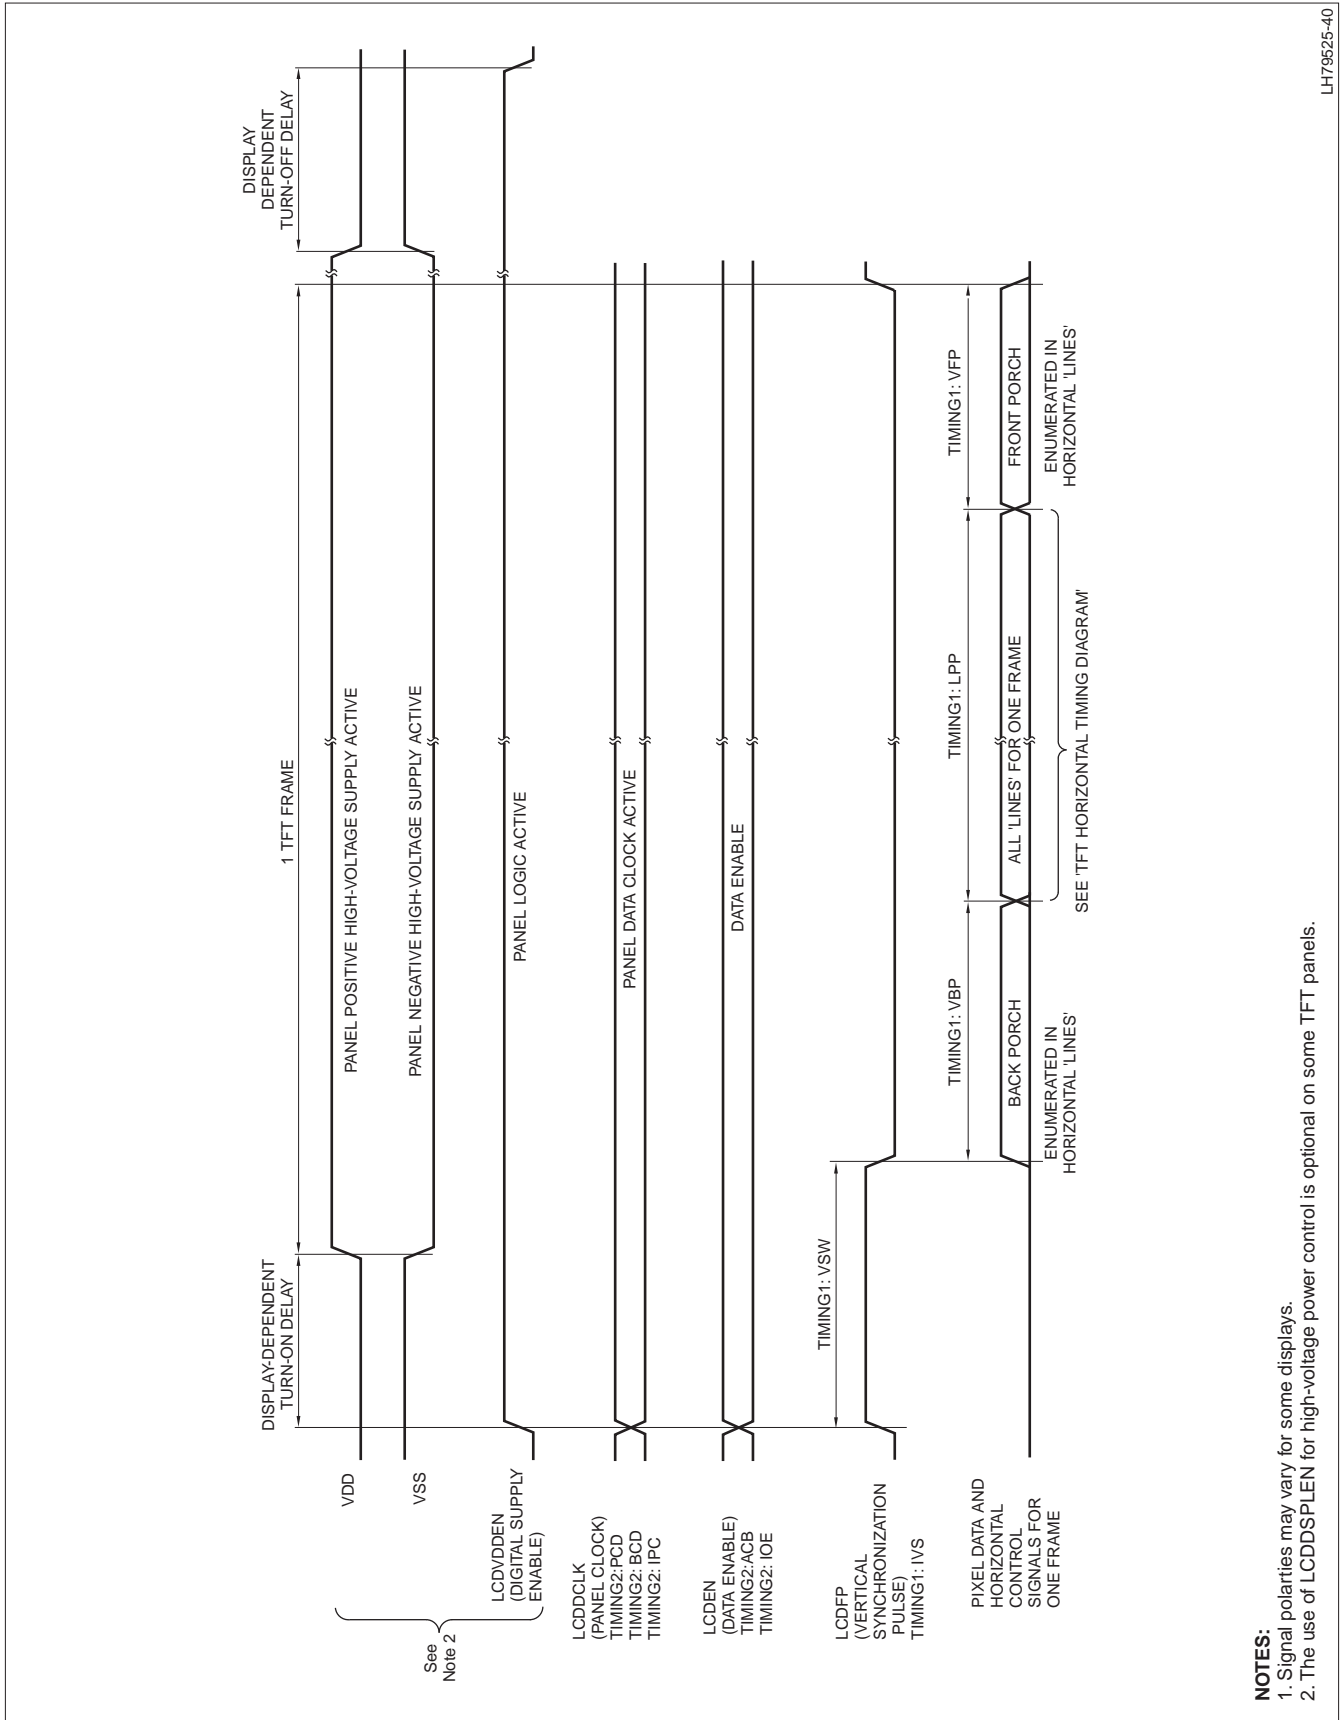 1 TFT FRAME
DISPLAY-DEPENDENT
TURN-ON DELAY
DISPLAY
DEPENDENT
TURN-OFF DELAY
VDD
PANEL POSITIVE HIGH-VOLTAGE SUPPLY ACTIVE
VSS
PANEL NEGATIVE HIGH-VOLTAGE SUPPLY ACTIVE
See
Note 2
LCDVDDEN
(DIGITAL SUPPLY
ENABLE)
PANEL LOGIC ACTIVE
LCDDCLK
(PANEL CLOCK)
TIMING2:PCD
TIMING2: BCD
TIMING2: IPC
PANEL DATA CLOCK ACTIVE
LCDEN
(DATA ENABLE)
TIMING2:ACB
TIMING2: IOE
DATA ENABLE
LCDFP
(VERTICAL
SYNCHRONIZATION
PULSE)
TIMING1: IVS
TIMING1: VSW
TIMING1: VBP
TIMING1: LPP
TIMING1: VFP
PIXEL DATA AND
HORIZONTAL
CONTROL
SIGNALS FOR
ONE FRAME
BACK PORCH
ALL 'LINES' FOR ONE FRAME
FRONT PORCH
ENUMERATED IN
HORIZONTAL 'LINES'
SEE 'TFT HORIZONTAL TIMING DIAGRAM'
ENUMERATED IN
HORIZONTAL 'LINES'
NOTES:
1. Signal polarties may vary for some displays.
2. The use of LCDDSPLEN for high-voltage power control is optional on some TFT panels.
LH79525-40